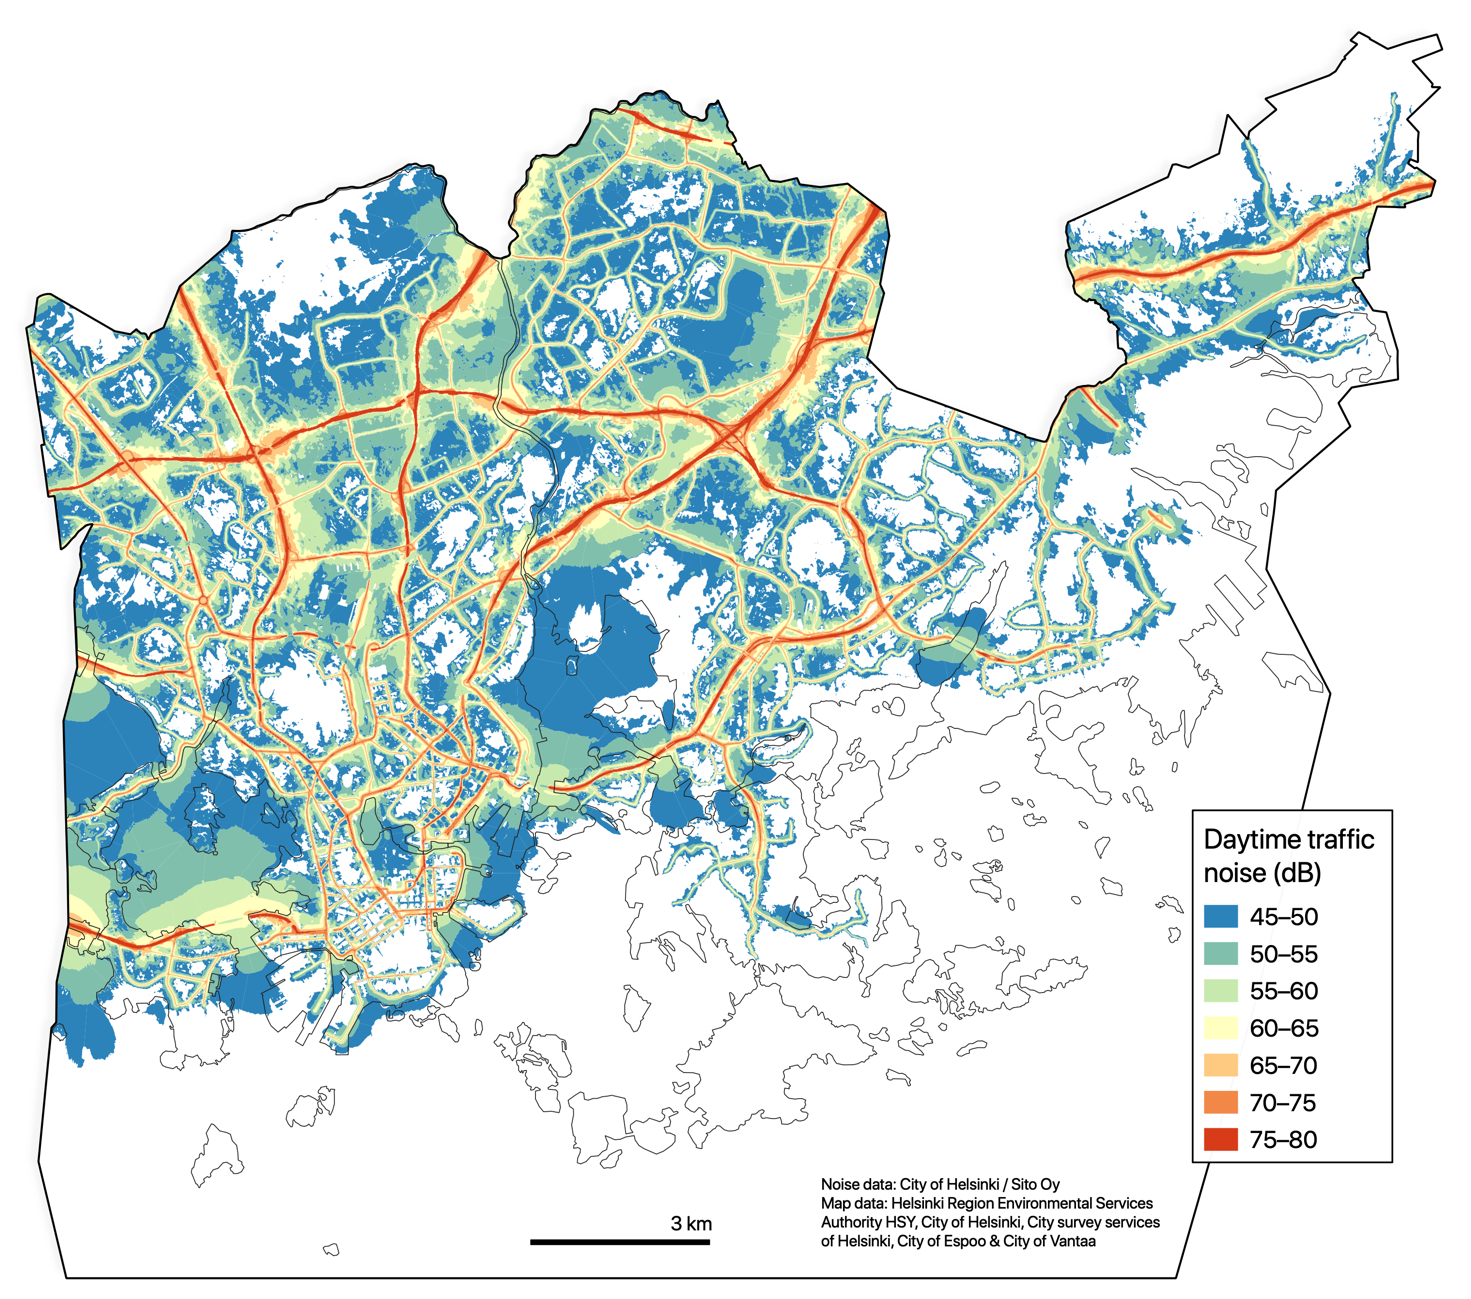 Daytime traffic
noise (dB)
45–50
50–55
55–60
60–65
65–70
70–75
75–80
Noise data: City of Helsinki / Sito Oy
Map data: Helsinki Region Environmental Services
Authority HSY, City of Helsinki, City survey services
of Helsinki, City of Espoo & City of Vantaa
3 km